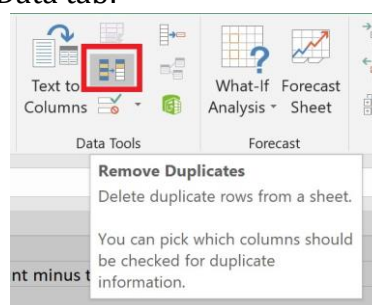 Data tab:
Text to
Columns
What-If
Analysis
Forecast
Sheet
Data Tools
Forecast
Remove Duplicates
Delete duplicate rows from a sheet.
You can pick which columns should
be checked for duplicate
information.
nt minus t